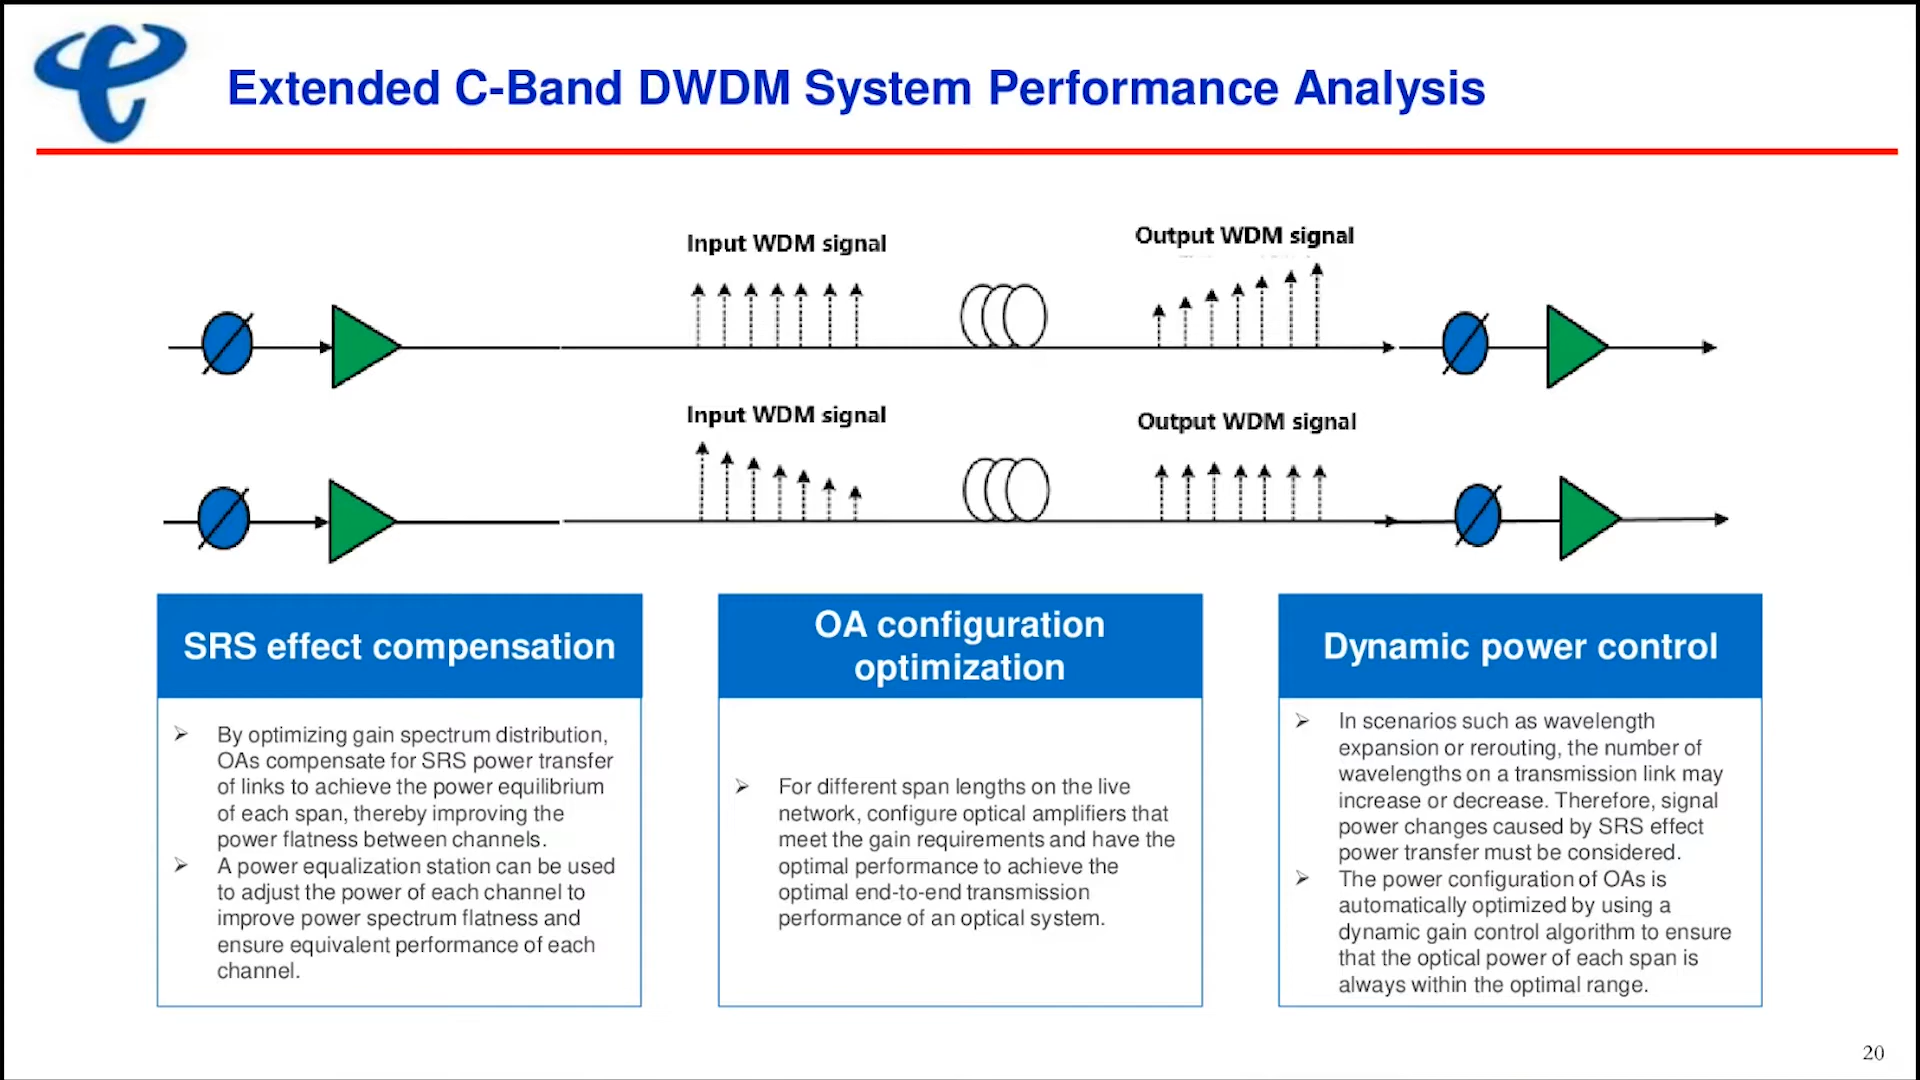 Extended C-Band DWDM System Performance Analysis
Input WDM signal
Output WDM signal
Input WDM signal
Output WDM signal
SRS effect compensation
By optimizing gain spectrum distribution,
OAs compensate for SRS power transfer
of links to achieve the power equilibrium
of each span, thereby improving the
power flatness between channels.
A power equalization station can be used
to adjust the power of each channel to
improve power spectrum flatness and
ensure equivalent performance of each
channel.
OA configuration
optimization
For different span lengths on the live
network, configure optical amplifiers that
meet the gain requirements and have the
optimal performance to achieve the
optimal end-to-end transmission
performance of an optical system.
Dynamic power control
In scenarios such as wavelength
expansion or rerouting, the number of
wavelengths on a transmission link may
increase or decrease. Therefore, signal
power changes caused by SRS effect
power transfer must be considered.
The power configuration of OAs is
automatically optimized by using a
dynamic gain control algorithm to ensure
that the optical power of each span is
always within the optimal range.
20